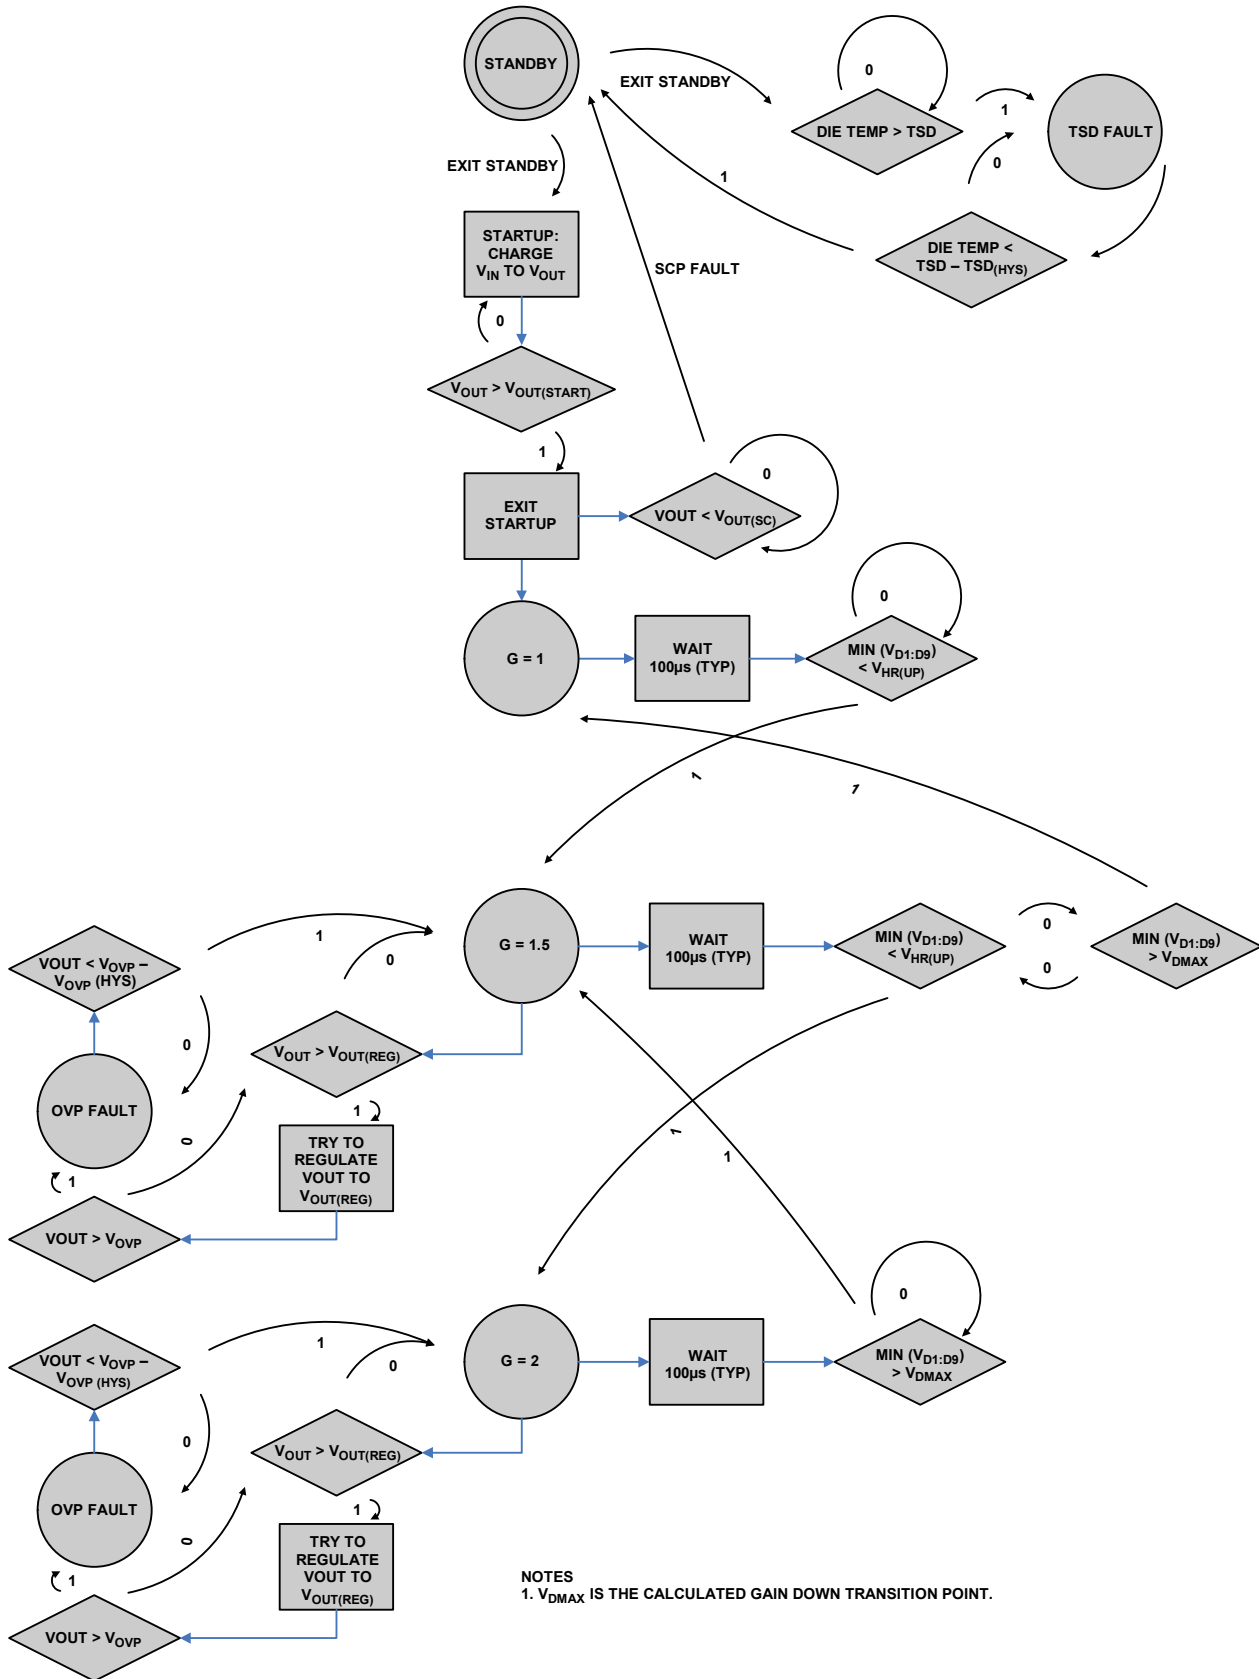 STANDBY
EXIT STANDBY
0
DIE TEMP > TSD
1
TSD FAULT
0
EXIT STANDBY
1
DIE TEMP <
TSD – TSD(HYS)
STARTUP:
CHARGE
VIN TO VOUT
SCP FAULT
0
VOUT > VOUT(START)
1
EXIT
STARTUP
VOUT < VOUT(SC)
0
G = 1
WAIT
100µs (TYP)
MIN (VD1:D9)
< VHR(UP)
0
1
1
VOUT < VOVP –
VOVP (HYS)
1
0
G = 1.5
WAIT
100µs (TYP)
MIN (VD1:D9)
< VHR(UP)
0
0
MIN (VD1:D9)
> VDMAX
0
VOUT > VOUT(REG)
OVP FAULT
1
0
TRY TO
REGULATE
VOUT TO
VOUT(REG)
1
VOUT > VOVP
1
1
VOUT < VOVP –
VOVP (HYS)
1
0
G = 2
WAIT
100µs (TYP)
MIN (VD1:D9)
> VDMAX
0
0
VOUT > VOUT(REG)
OVP FAULT
1
0
TRY TO
REGULATE
VOUT TO
VOUT(REG)
1
VOUT > VOVP
NOTES
1. VDMAX IS THE CALCULATED GAIN DOWN TRANSITION POINT.